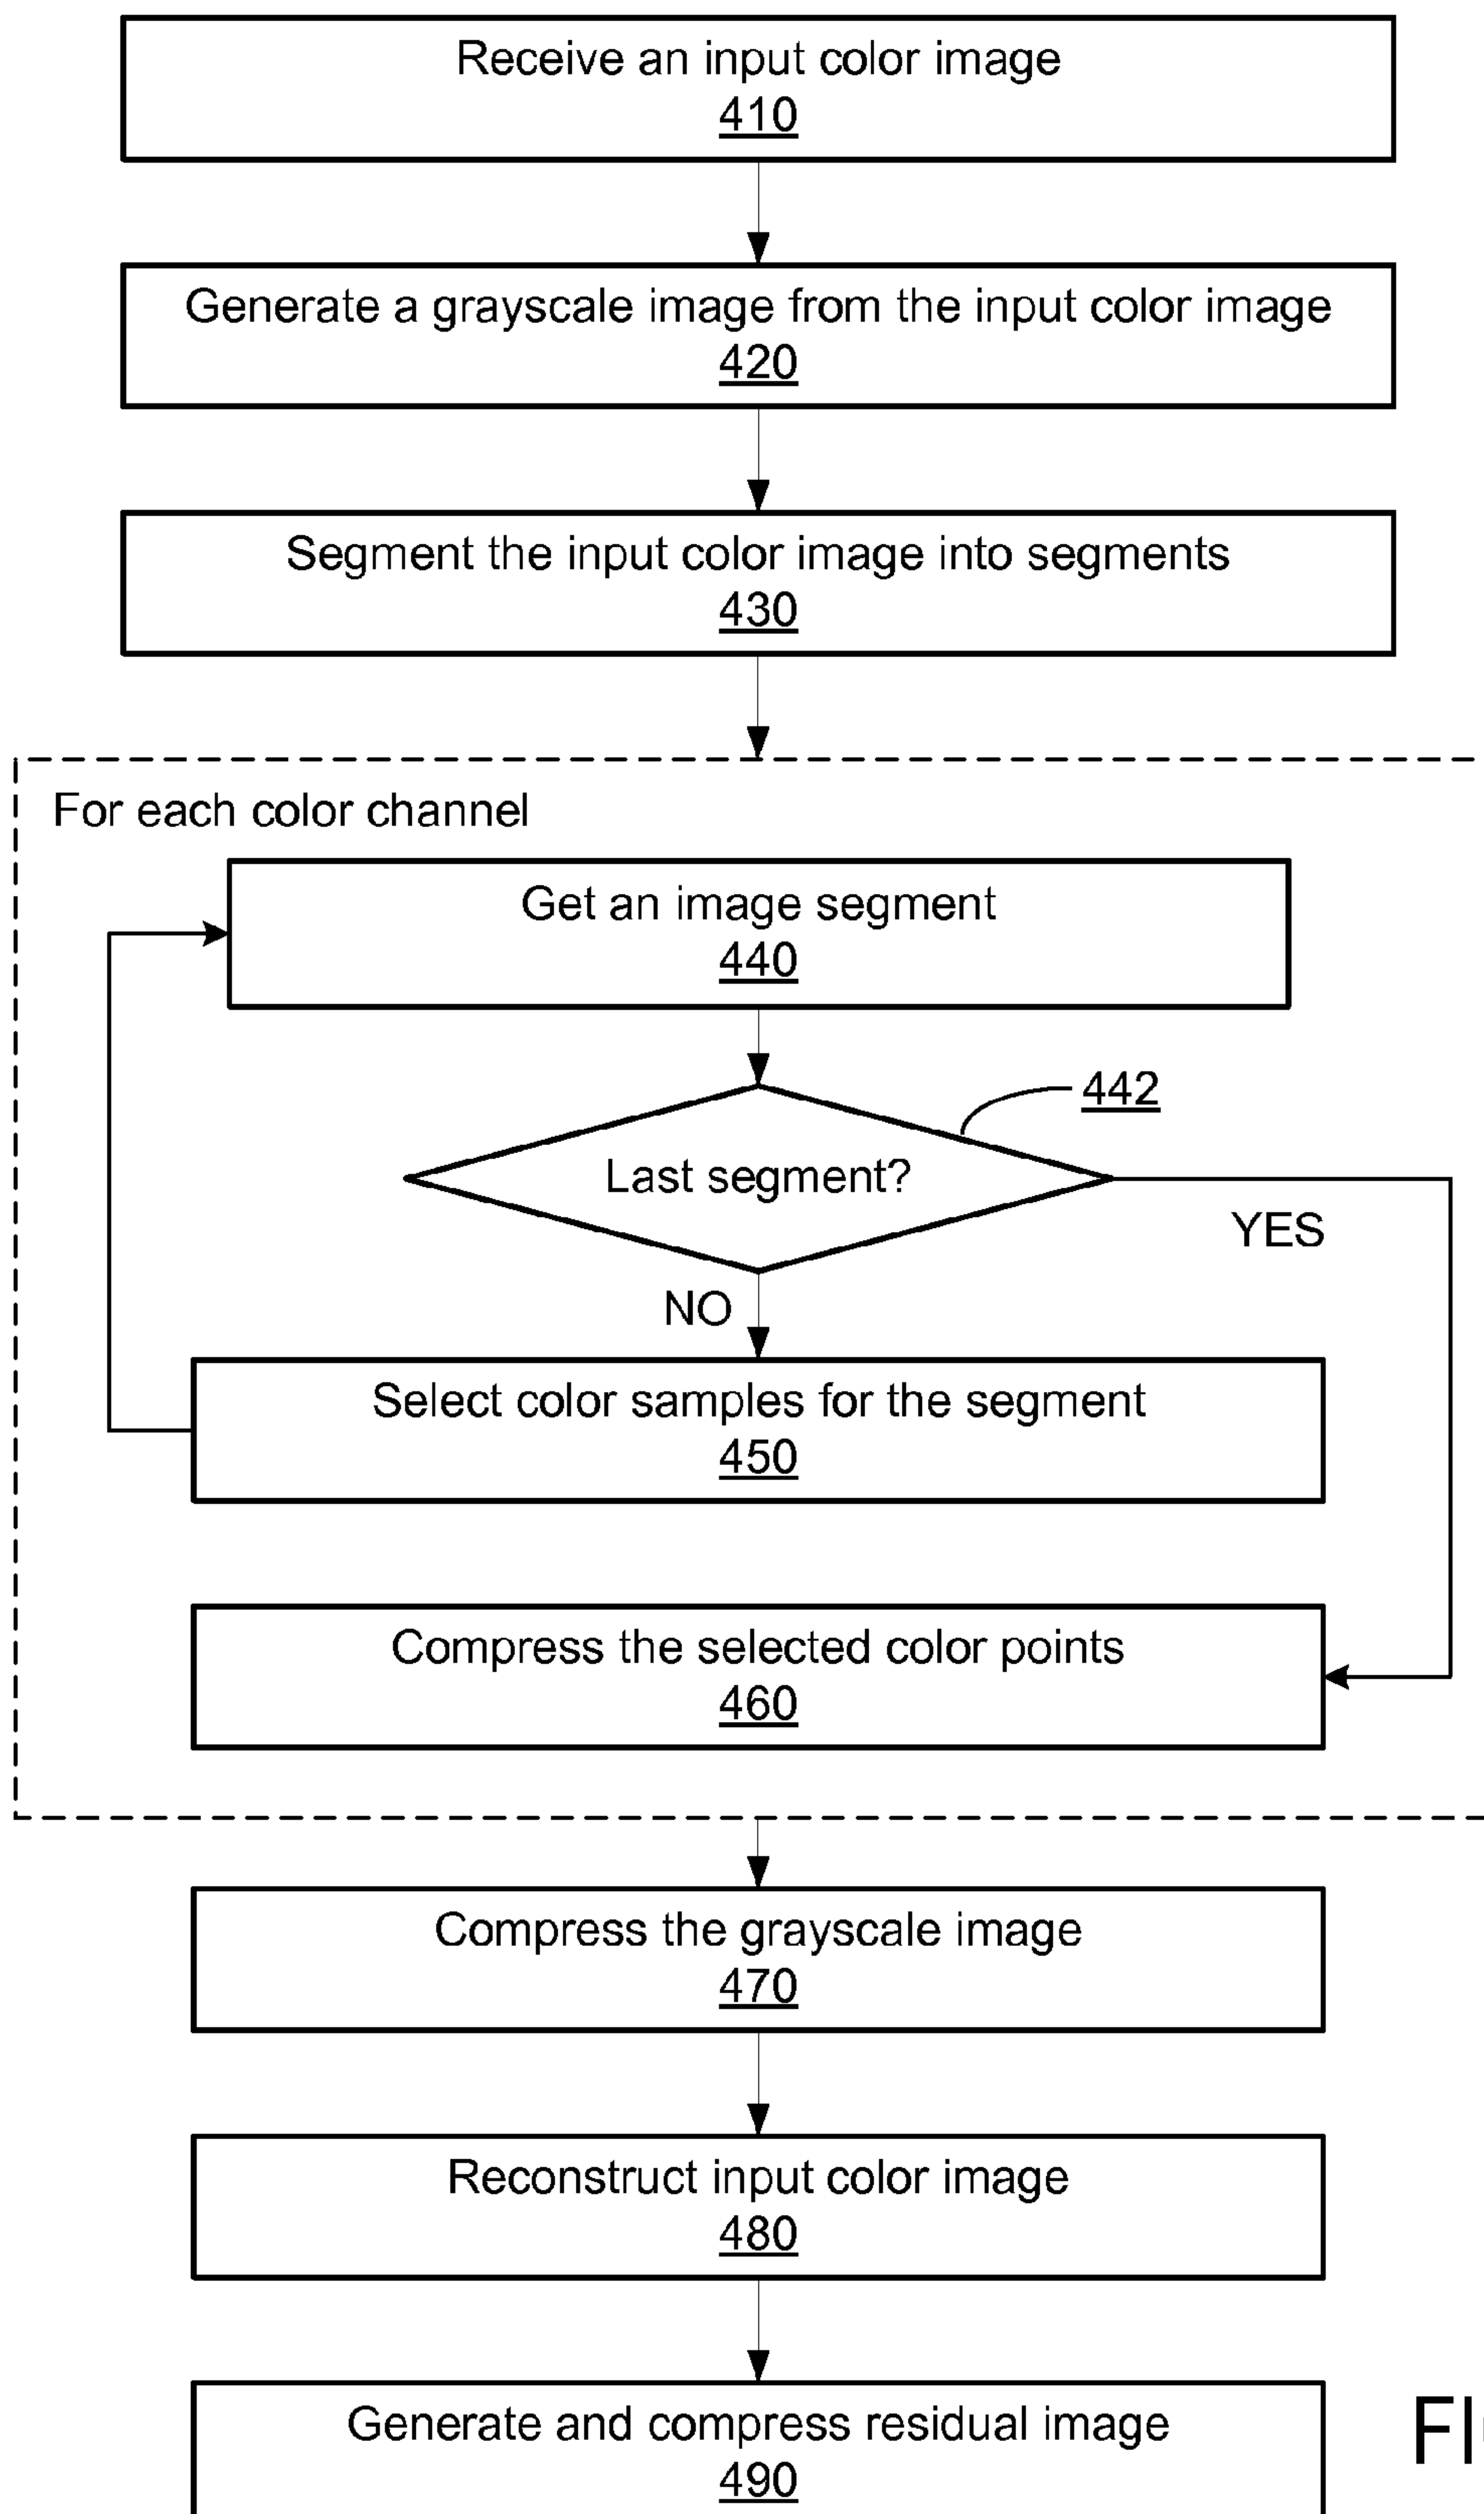 Receive an input color image
410
Generate a grayscale image from the input color image
420
Segment the input color image into segments
430
For each color channel
Get an image segment
440
442
Last segment?
YES
NO
Select color samples for the segment
450
Compress the selected color points
460
Compress the grayscale image
470
Reconstruct input color image
480
Generate and compress residual image
490